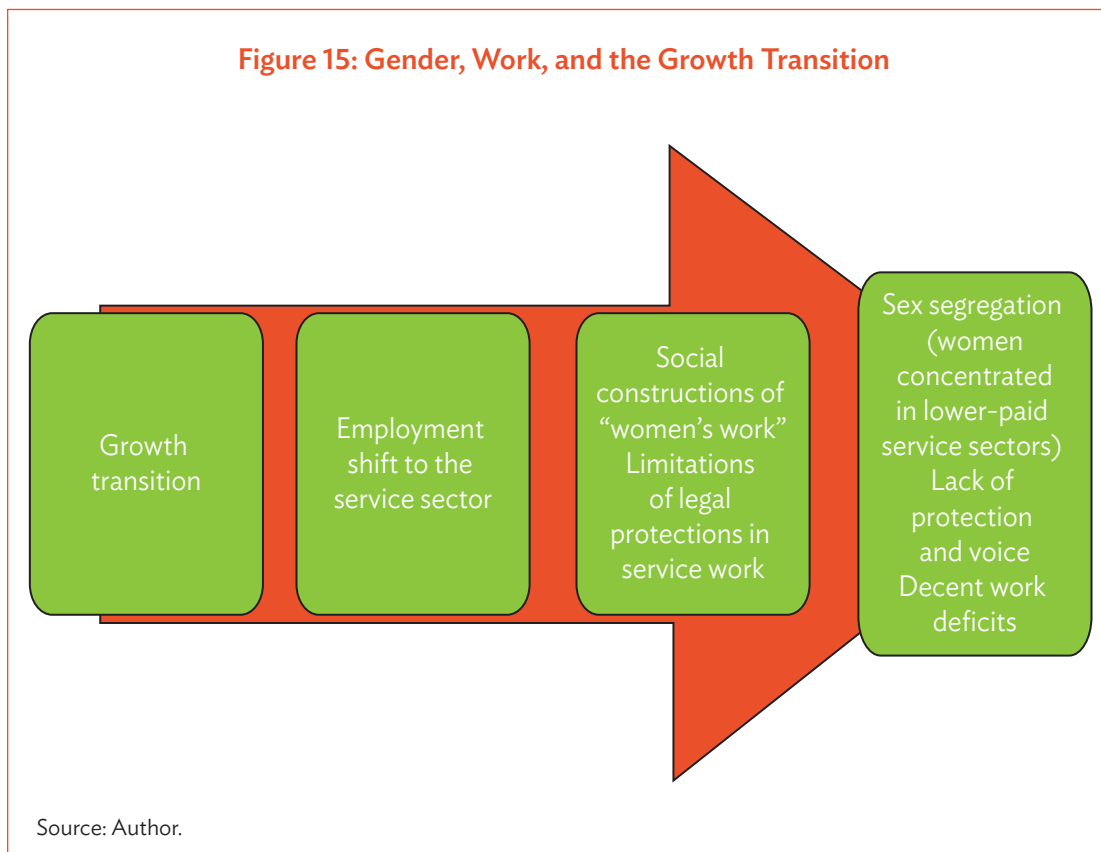 Figure 15: Gender, Work, and the Growth Transition
Growth
transition
Employment
shift to the
service sector
Social
constructions of
“women’s work”
Limitations
of legal
protections in
service work
Sex segregation
(women
concentrated
in lower-paid
service sectors)
Lack of
protection
and voice
Decent work
deficits
Source: Author.